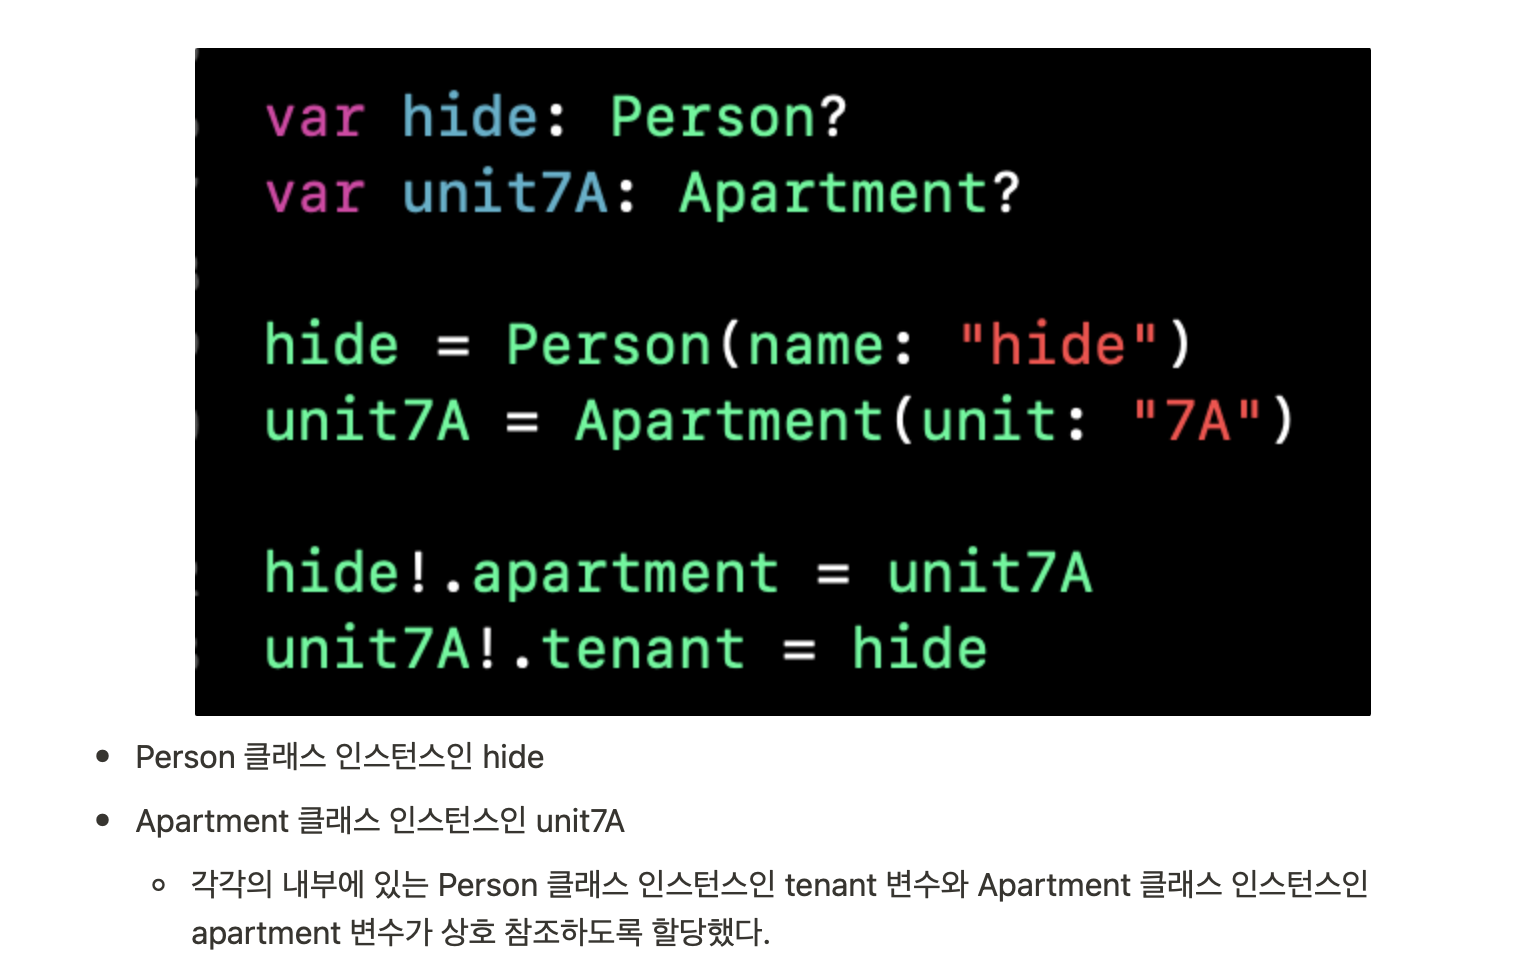 var hide: Person?
var unit7A: Apartment?
hide = Person(name: "hide")
unit7A = Apartment(unit: "7A")
hide!.apartment = unit7A
unit7A!.tenant = hide
• Person 클래스 인스턴스인 hide
• Apartment 클래스 인스턴스인 unit7A
◦ 각각의 내부에 있는 Person 클래스 인스턴스인 tenant 변수와 Apartment 클래스 인스턴스인
apartment 변수가 상호 참조하도록 할당했다.